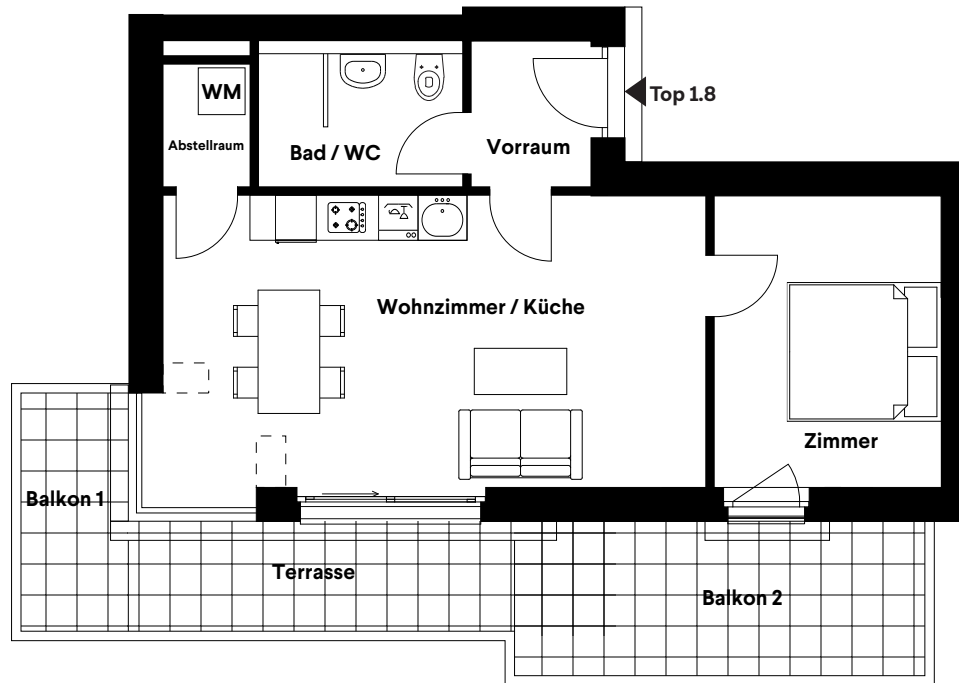 WM
Top 1.8
Abstellraum
Bad / WC
Vorraum
Wohnzimmer / Küche
Zimmer
Balkon 1
Terrasse
Balkon 2